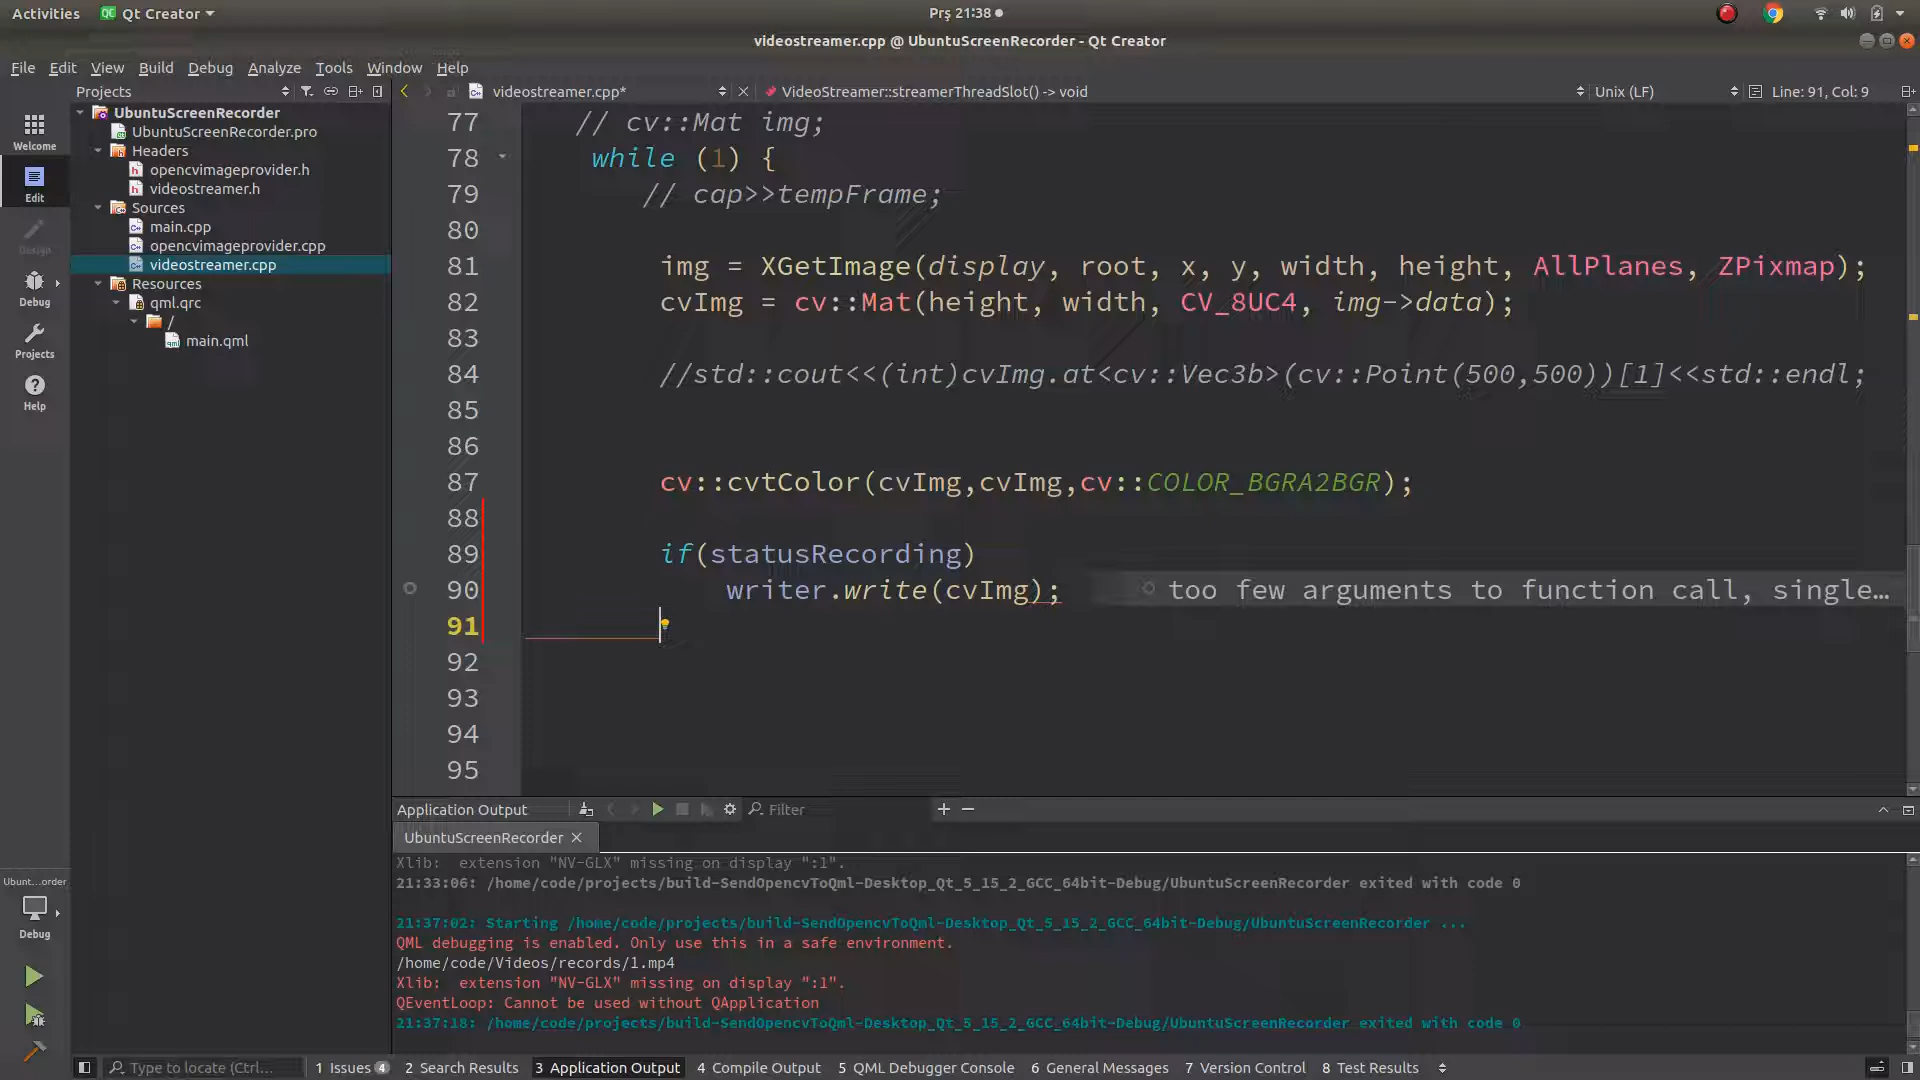 Activities Qt Creator Prş 21:38
videostreamer.cpp @ UbuntuScreenRecorder - Qt Creator
File Edit View Build Debug Analyze Tools Window Help
Projects videostreamer.cpp* VideoStreamer::streamerThreadSlot() -> void Unix (LF) Line: 91, Col: 9
UbuntuScreenRecorder
UbuntuScreenRecorder.pro
Headers
opencvimageprovider.h
videostreamer.h
Sources
main.cpp
opencvimageprovider.cpp
videostreamer.cpp
Resources
qml.qrc
/
main.qml
Welcome
Edit
Design
Debug
Projects
Help
77 // cv::Mat img;
78 while (1) {
79 // cap>>tempFrame;
80
81 img = XGetImage(display, root, x, y, width, height, AllPlanes, ZPixmap);
82 cvImg = cv::Mat(height, width, CV_8UC4, img->data);
83
84 //std::cout<<(int)cvImg.at<cv::Vec3b>(cv::Point(500,500))[1]<<std::endl;
85
86
87 cv::cvtColor(cvImg,cvImg,cv::COLOR_BGRA2BGR);
88
89 if(statusRecording)
90 writer.write(cvImg); too few arguments to function call, single…
91
92
93
94
95
Application Output Filter
UbuntuScreenRecorder
Xlib: extension "NV-GLX" missing on display ":1".
21:33:06: /home/code/projects/build-SendOpencvToQml-Desktop_Qt_5_15_2_GCC_64bit-Debug/UbuntuScreenRecorder exited with code 0
21:37:02: Starting /home/code/projects/build-SendOpencvToQml-Desktop_Qt_5_15_2_GCC_64bit-Debug/UbuntuScreenRecorder ...
QML debugging is enabled. Only use this in a safe environment.
/home/code/Videos/records/1.mp4
Xlib: extension "NV-GLX" missing on display ":1".
QEventLoop: Cannot be used without QApplication
21:37:18: /home/code/projects/build-SendOpencvToQml-Desktop_Qt_5_15_2_GCC_64bit-Debug/UbuntuScreenRecorder exited with code 0
Ubunt…order
Debug
Type to locate (Ctrl... 1 Issues 4 2 Search Results 3 Application Output 4 Compile Output 5 QML Debugger Console 6 General Messages 7 Version Control 8 Test Results